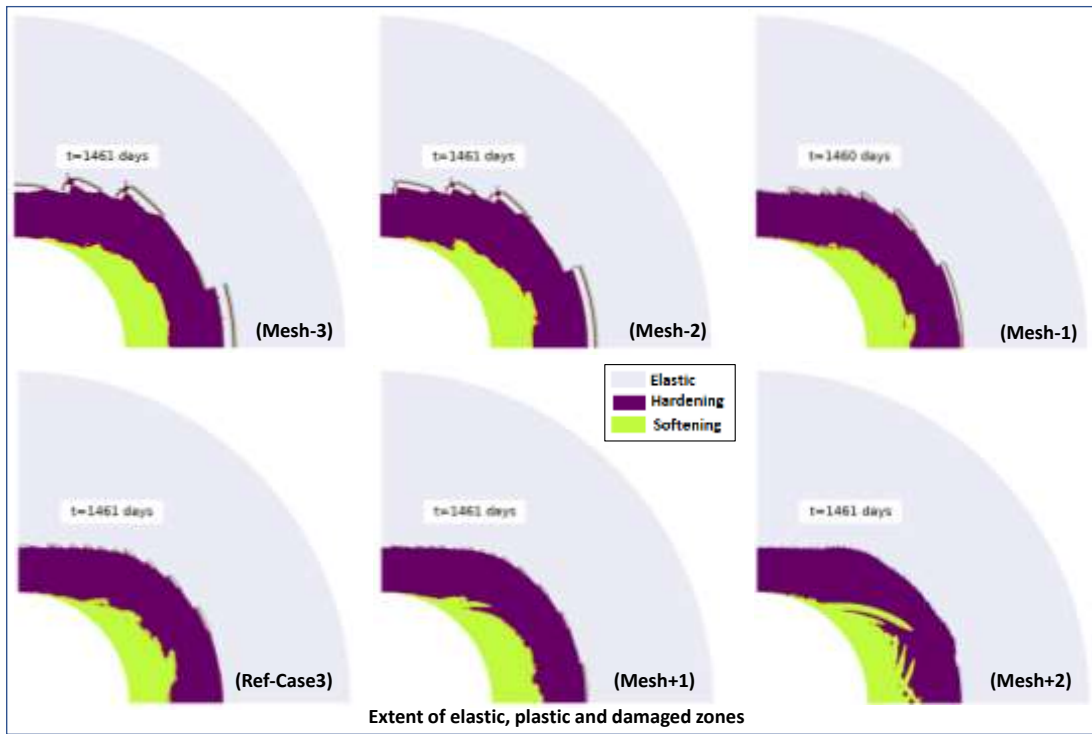 t=1461 days
t=1461 days
t=1460 days
(Mesh-3)
(Mesh-2)
(Mesh-1)
Elastic
Hardening
Softening
t=1461 days
t=1461 days
t=1461 days
(Ref-Case3)
(Mesh+1)
(Mesh+2)
Extent of elastic, plastic and damaged zones